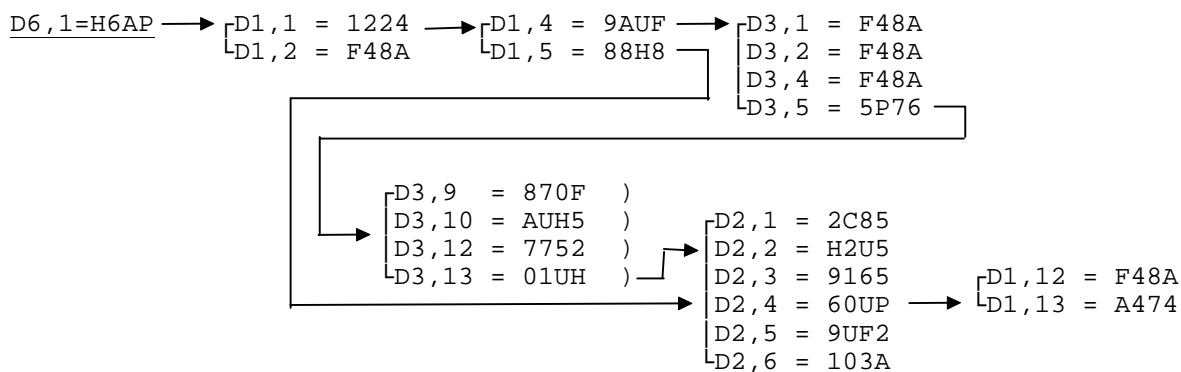 D6,1=H6AP
D1,1 = 1224
D1,2 = F48A
D1,4 = 9AUF
D1,5 = 88H8
D3,1 = F48A
D3,2 = F48A
D3,4 = F48A
D3,5 = 5P76
D3,9 = 870F )
D3,10 = AUH5 )
D3,12 = 7752 )
D3,13 = 01UH )
D2,1 = 2C85
D2,2 = H2U5
D2,3 = 9165
D2,4 = 60UP
D2,5 = 9UF2
D2,6 = 103A
D1,12 = F48A
D1,13 = A474